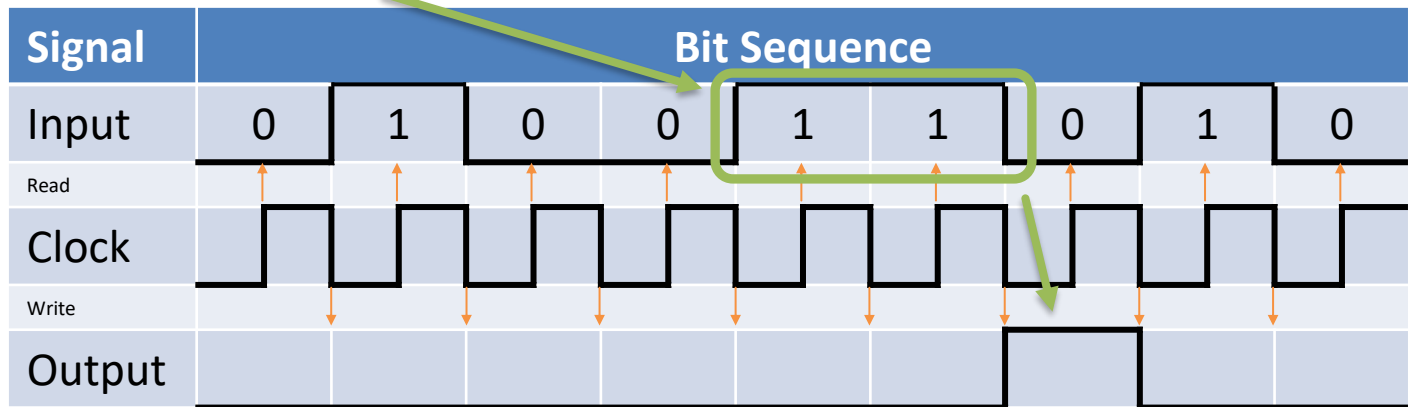 Signal Bit Sequence
Input 0 1 0 0 1 1 0 1 0
Read
Clock
Write
Output